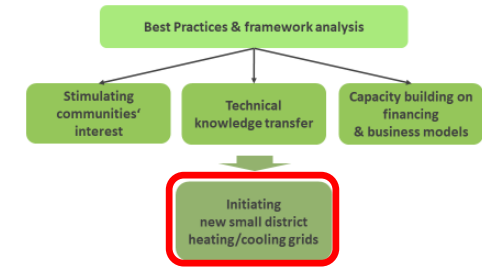 Best Practices & framework analysis
Stimulating
communities‘
interest
Technical
knowledge transfer
Capacity building on
financing
& business models
Initiating
new small district
heating/cooling grids